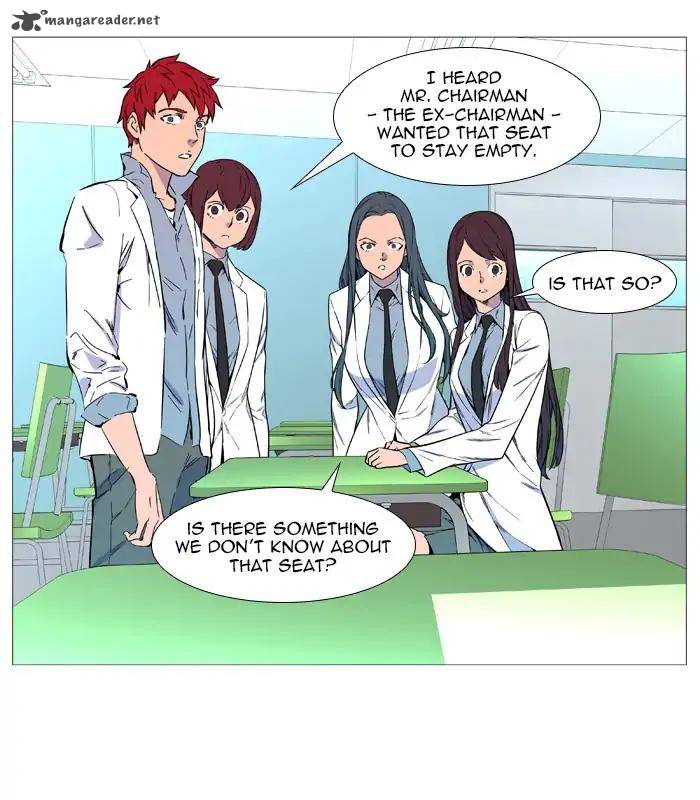 mangareader.net
I HEARD
MR. CHAIRMAN
- THE EX-CHAIRMAN -
WANTED THAT SEAT
TO STAY EMPTY.
IS THAT SO?
IS THERE SOMETHING
WE DON'T KNOW ABOUT
THAT SEAT?